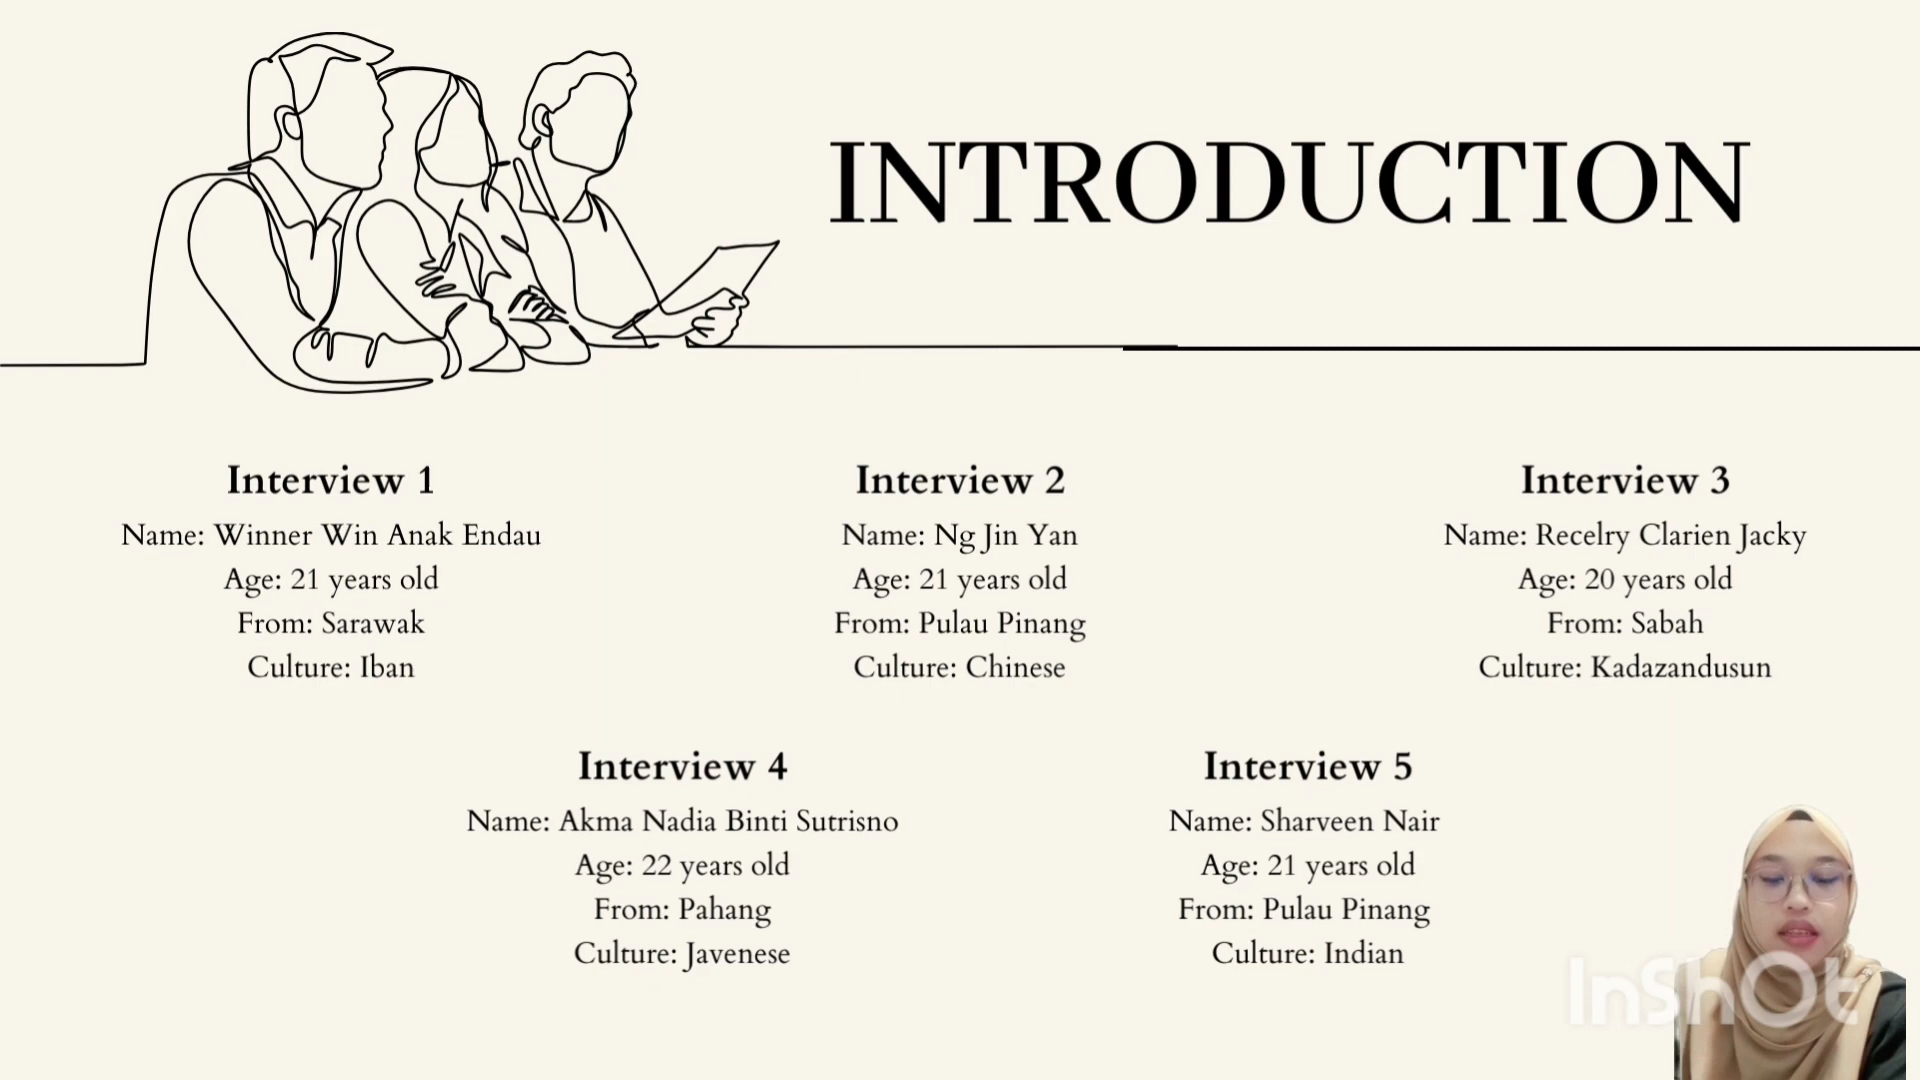 INTRODUCTION
Interview 1
Name: Winner Win Anak Endau
Age: 21 years old
From: Sarawak
Culture: Iban
Interview 2
Name: Ng Jin Yan
Age: 21 years old
From: Pulau Pinang
Culture: Chinese
Interview 3
Name: Recelry Clarien Jacky
Age: 20 years old
From: Sabah
Culture: Kadazandusun
Interview 4
Name: Akma Nadia Binti Sutrisno
Age: 22 years old
From: Pahang
Culture: Javenese
Interview 5
Name: Sharveen Nair
Age: 21 years old
From: Pulau Pinang
Culture: Indian
InShOt